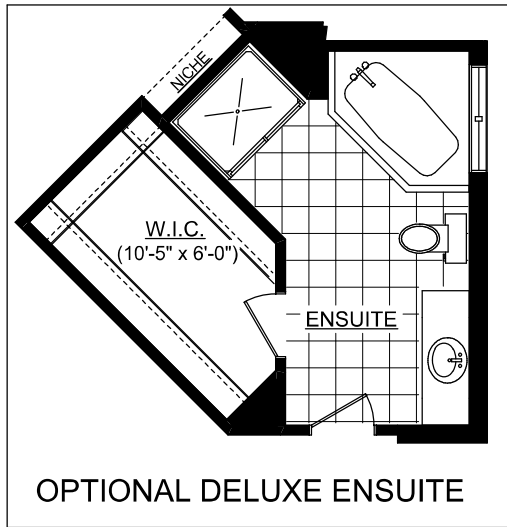 NICHE
W.I.C.
(10'-5" x 6'-0")
ENSUITE
OPTIONAL DELUXE ENSUITE